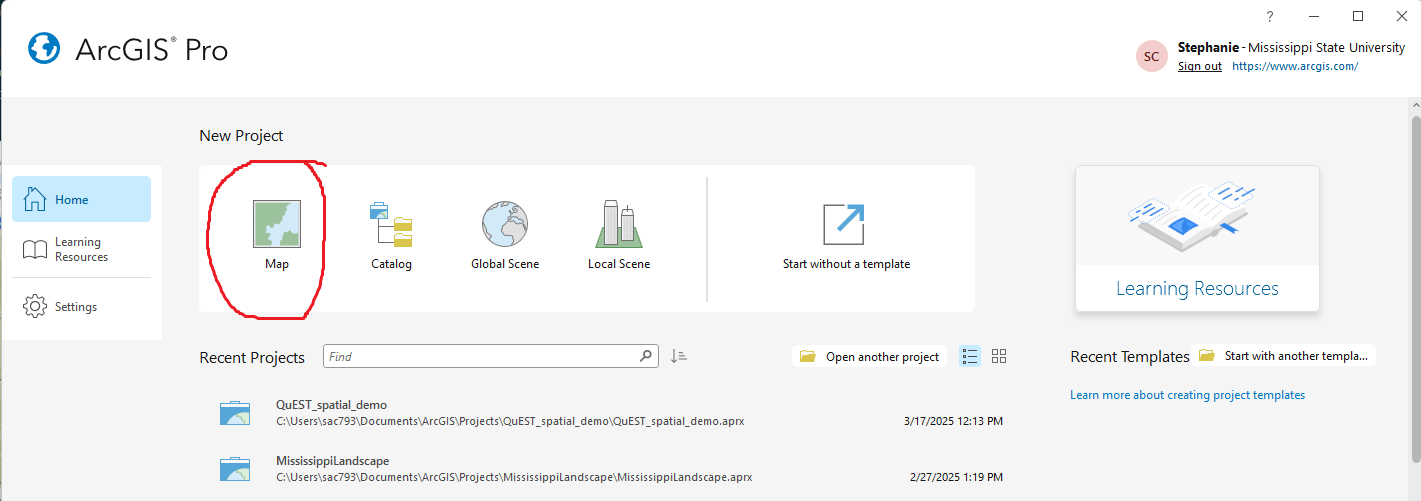 ?
ArcGIS® Pro
SC
Stephanie - Mississippi State University
Sign out https://www.arcgis.com/
New Project
Home
Learning
Resources
Settings
Map
Catalog
Global Scene
Local Scene
Start without a template
Learning Resources
Recent Projects
Find
Open another project
Recent Templates
Start with another templa...
Learn more about creating project templates
QuEST_spatial_demo
C:\Users\sac793\Documents\ArcGIS\Projects\QuEST_spatial_demo\QuEST_spatial_demo.aprx
3/17/2025 12:13 PM
MississippiLandscape
C:\Users\sac793\Documents\ArcGIS\Projects\MississippiLandscape\MississippiLandscape.aprx
2/27/2025 1:19 PM